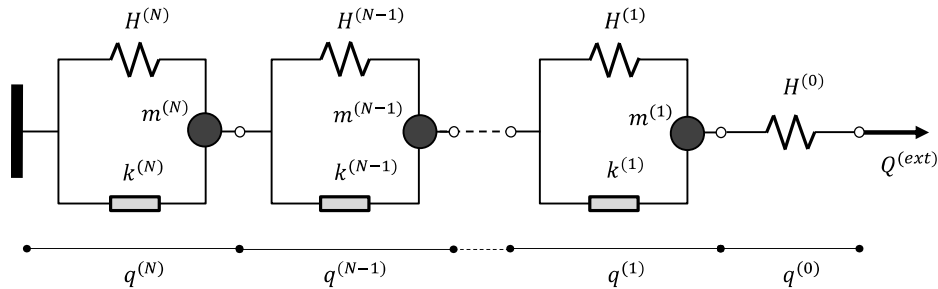 H^(N) H^(N−1) H^(1)
H^(0)
m^(N) m^(N−1) m^(1)
Q^(ext)
k^(N) k^(N−1) k^(1)
q^(N) q^(N−1) q^(1) q^(0)